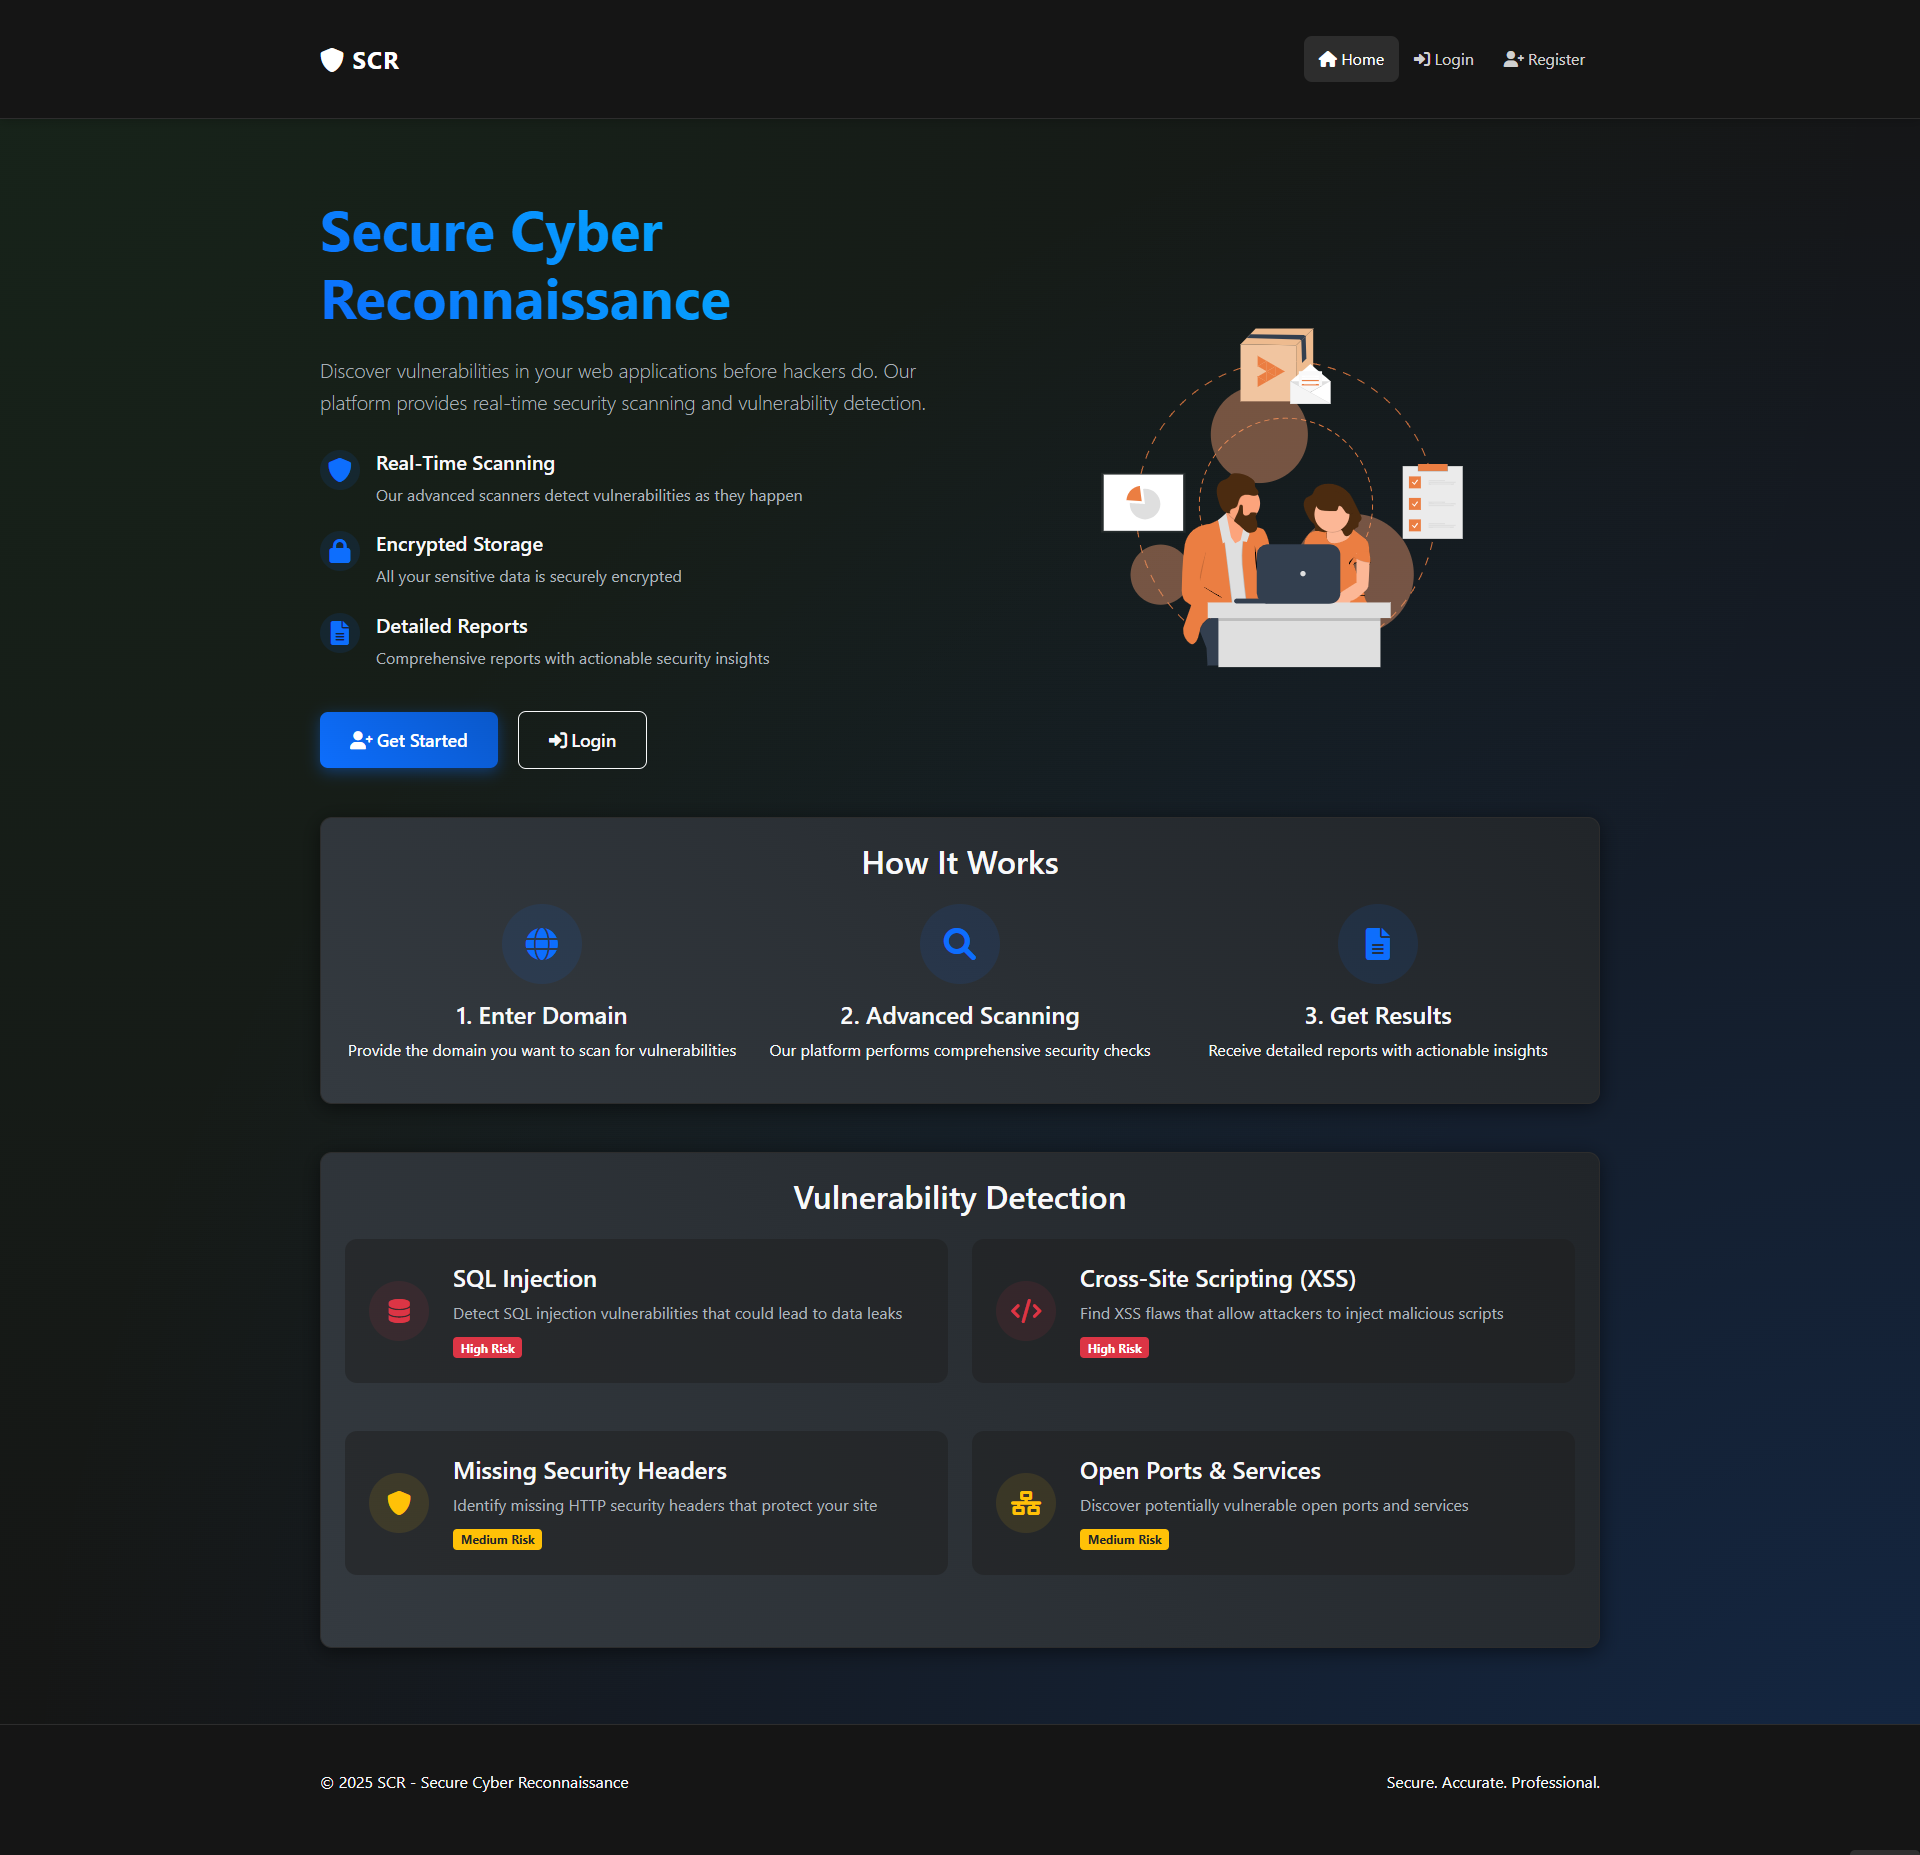 SCR
Home
Login
Register
Secure Cyber
Reconnaissance
Discover vulnerabilities in your web applications before hackers do. Our
platform provides real-time security scanning and vulnerability detection.
Real-Time Scanning
Our advanced scanners detect vulnerabilities as they happen
Encrypted Storage
All your sensitive data is securely encrypted
Detailed Reports
Comprehensive reports with actionable security insights
Get Started
Login
How It Works
1. Enter Domain
Provide the domain you want to scan for vulnerabilities
2. Advanced Scanning
Our platform performs comprehensive security checks
3. Get Results
Receive detailed reports with actionable insights
Vulnerability Detection
SQL Injection
Detect SQL injection vulnerabilities that could lead to data leaks
High Risk
Cross-Site Scripting (XSS)
Find XSS flaws that allow attackers to inject malicious scripts
High Risk
Missing Security Headers
Identify missing HTTP security headers that protect your site
Medium Risk
Open Ports & Services
Discover potentially vulnerable open ports and services
Medium Risk
© 2025 SCR - Secure Cyber Reconnaissance
Secure. Accurate. Professional.